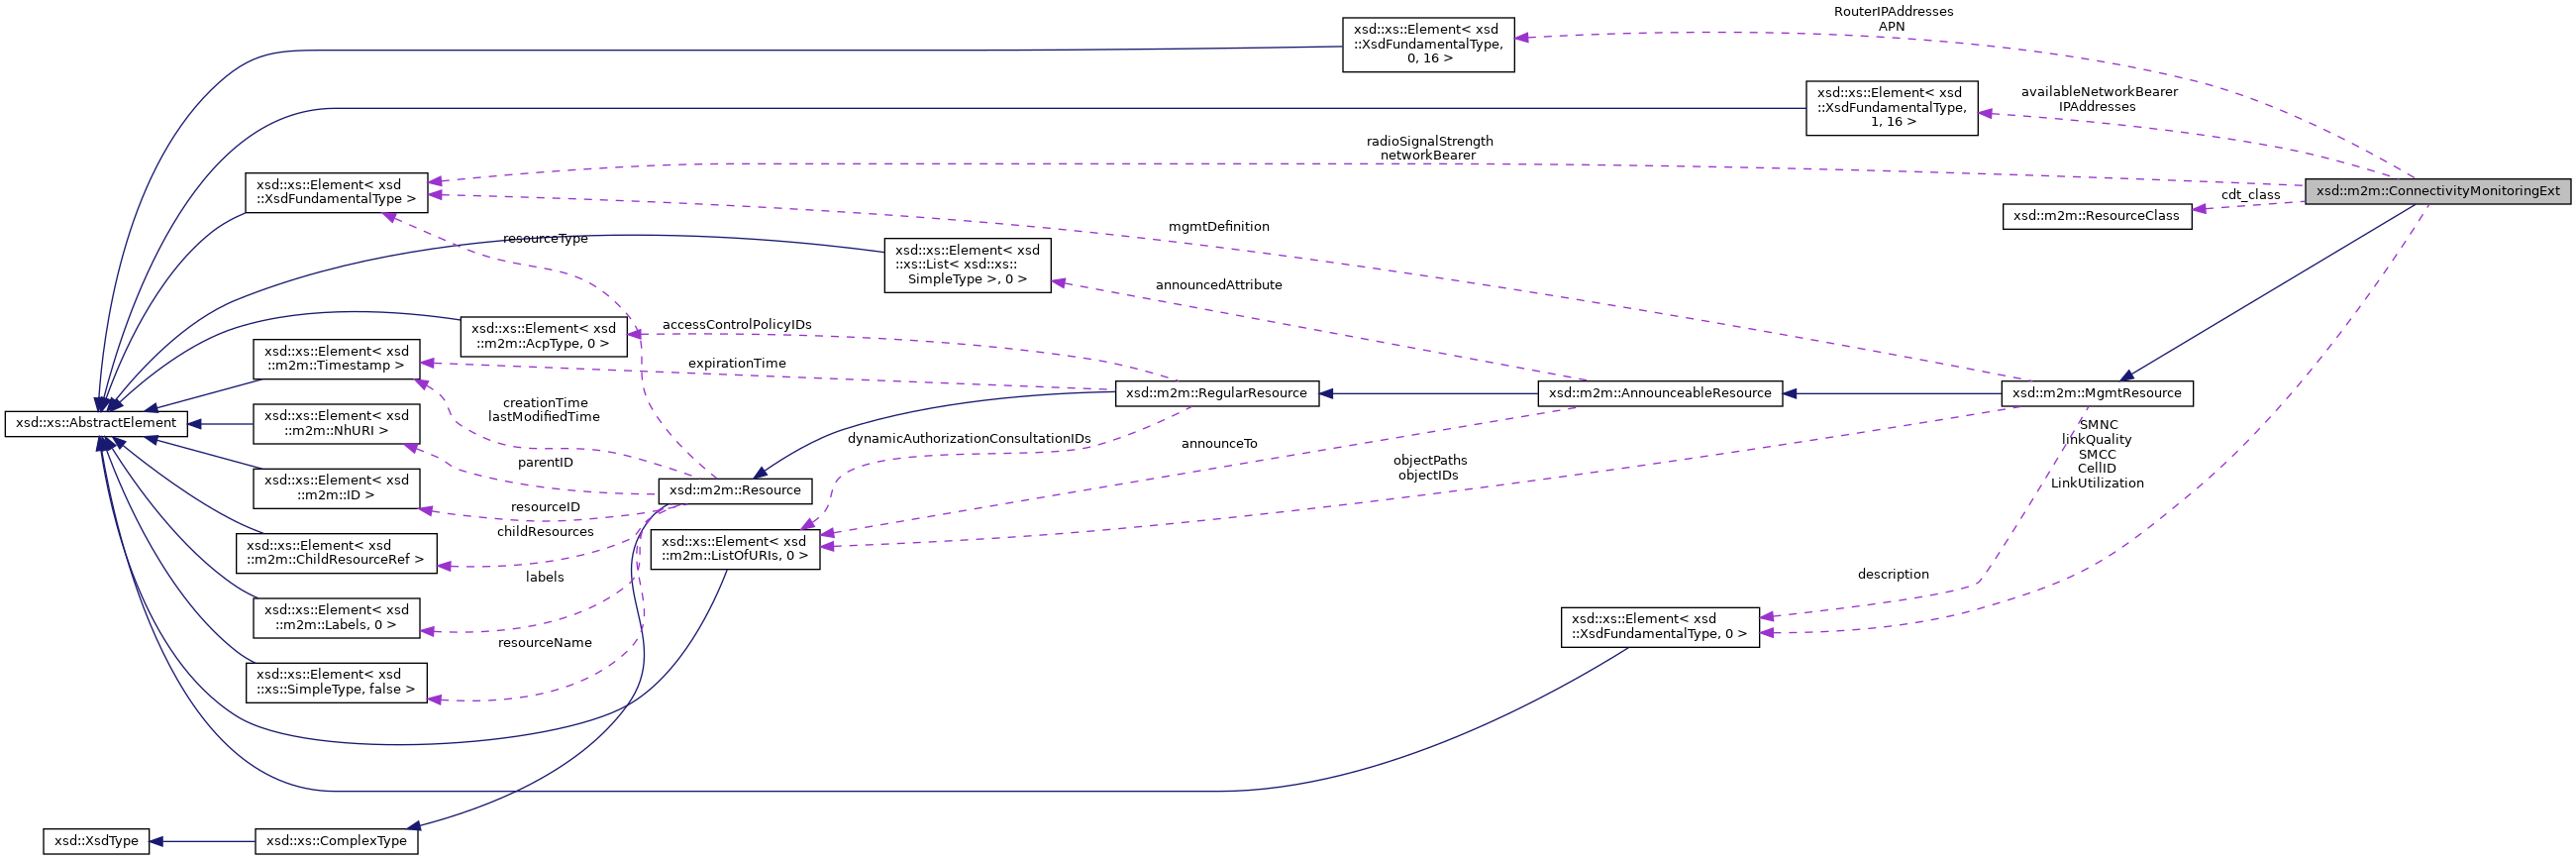 RouterIPAddresses
APN
xsd::xs::Element< xsd
::XsdFundamentalType,
0, 16 >
availableNetworkBearer
IPAddresses
xsd::xs::Element< xsd
::XsdFundamentalType,
1, 16 >
radioSignalStrength
networkBearer
xsd::xs::Element< xsd
::XsdFundamentalType >
xsd::m2m::ConnectivityMonitoringExt
cdt_class
xsd::m2m::ResourceClass
mgmtDefinition
resourceType
xsd::xs::Element< xsd
::xs::List< xsd::xs::
SimpleType >, 0 >
announcedAttribute
accessControlPolicyIDs
xsd::xs::Element< xsd
::m2m::AcpType, 0 >
expirationTime
xsd::xs::Element< xsd
::m2m::Timestamp >
creationTime
lastModifiedTime
xsd::m2m::RegularResource
xsd::m2m::AnnounceableResource
xsd::m2m::MgmtResource
xsd::xs::AbstractElement
xsd::xs::Element< xsd
::m2m::NhURI >
dynamicAuthorizationConsultationIDs
announceTo
SMNC
linkQuality
SMCC
CellID
LinkUtilization
objectPaths
objectIDs
parentID
xsd::xs::Element< xsd
::m2m::ID >
xsd::m2m::Resource
resourceID
childResources
xsd::xs::Element< xsd
::m2m::ChildResourceRef >
xsd::xs::Element< xsd
::m2m::ListOfURIs, 0 >
labels
description
xsd::xs::Element< xsd
::m2m::Labels, 0 >
xsd::xs::Element< xsd
::XsdFundamentalType, 0 >
resourceName
xsd::xs::Element< xsd
::xs::SimpleType, false >
xsd::XsdType
xsd::xs::ComplexType